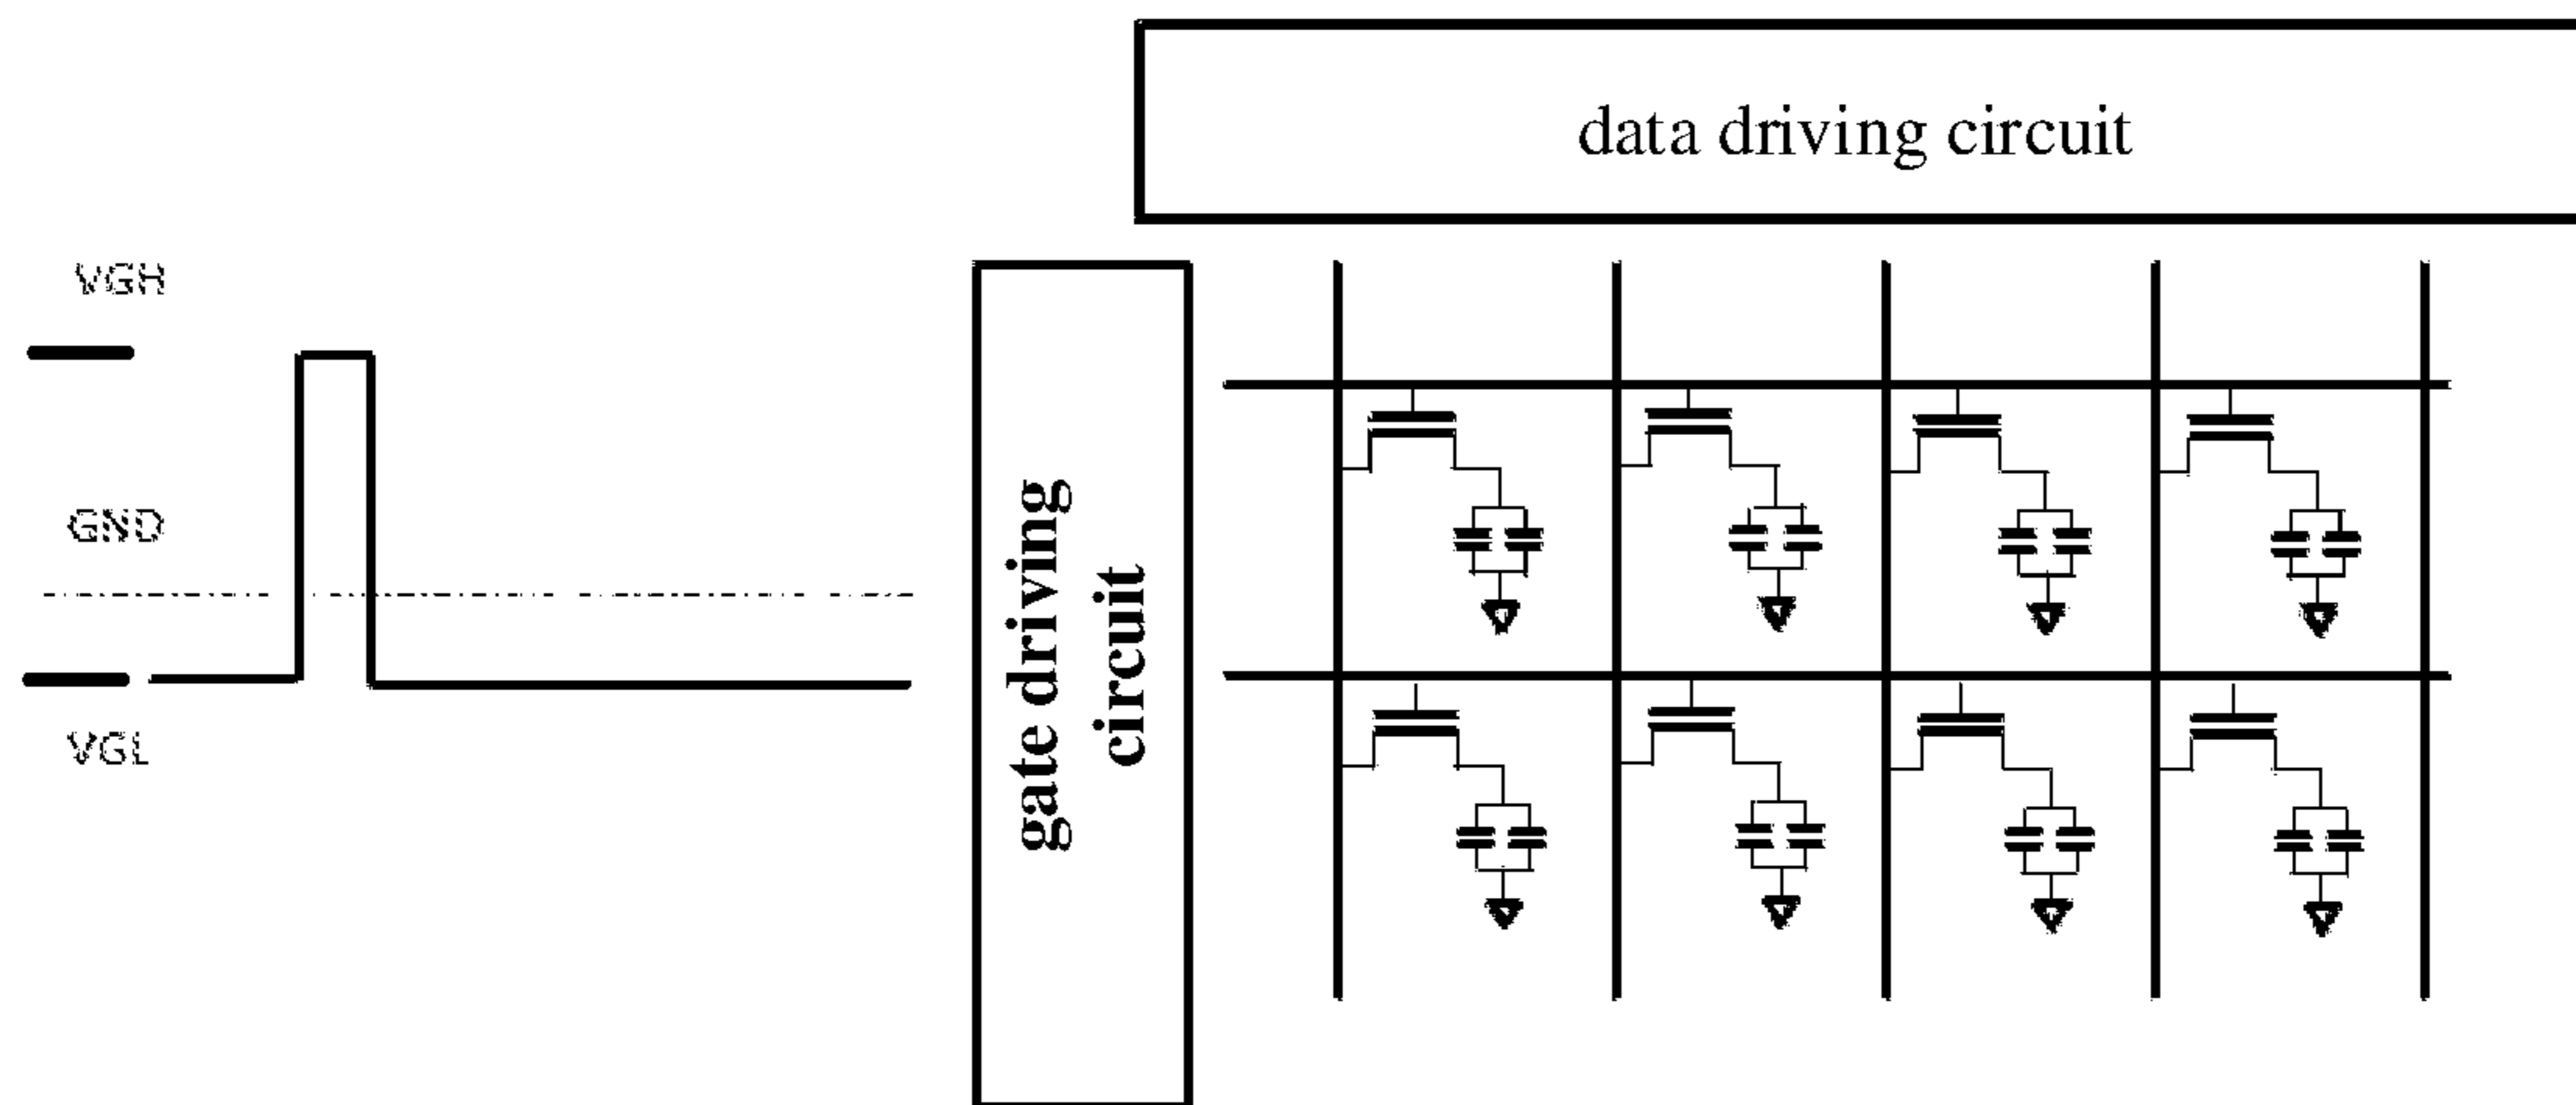 data driving circuit
VGH
GND
VGL
gate driving
circuit